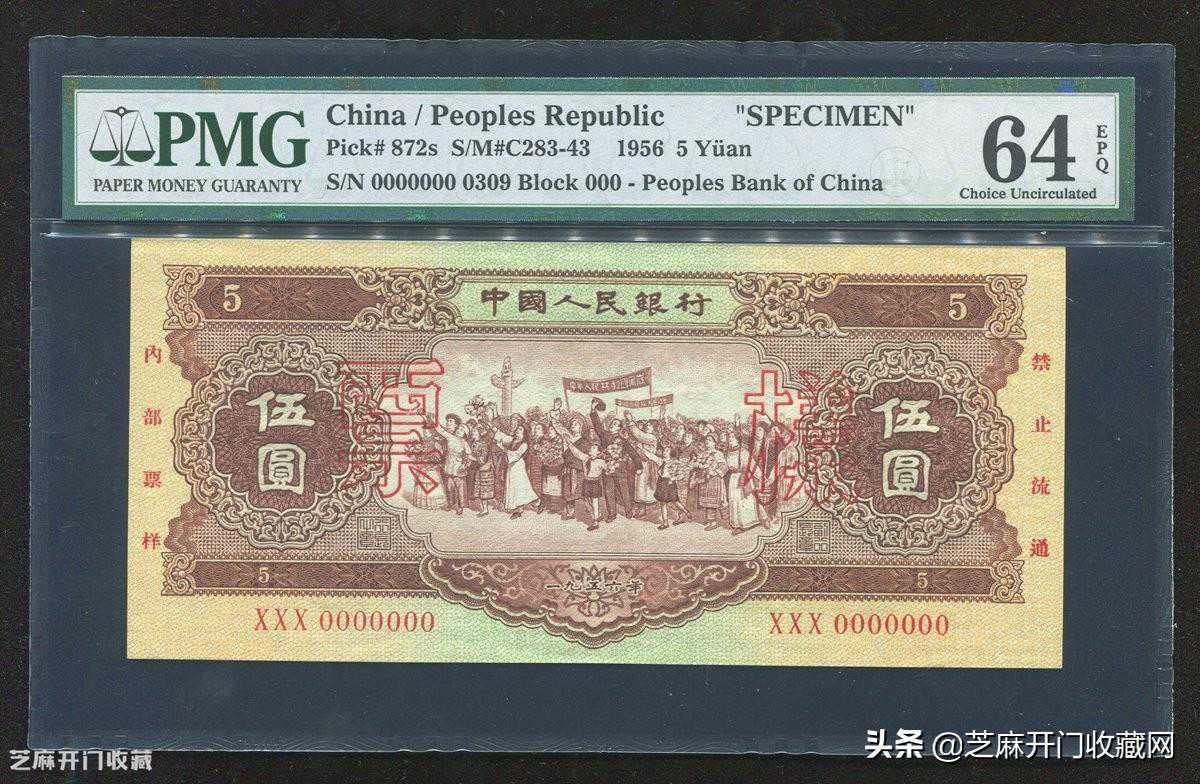 PMG
PAPER MONEY GUARANTY
China / Peoples Republic "SPECIMEN"
Pick# 872s S/M#C283-43 1956 5 Yüan
S/N 0000000 0309 Block 000 - Peoples Bank of China
64
EPQ
Choice Uncirculated
5 中國人民銀行 5
內部票樣
禁止流通
票 樣
伍圓
伍圓
5 一九五六年 5
XXX 0000000 XXX 0000000
芝麻开门收藏
头条 @芝麻开门收藏网